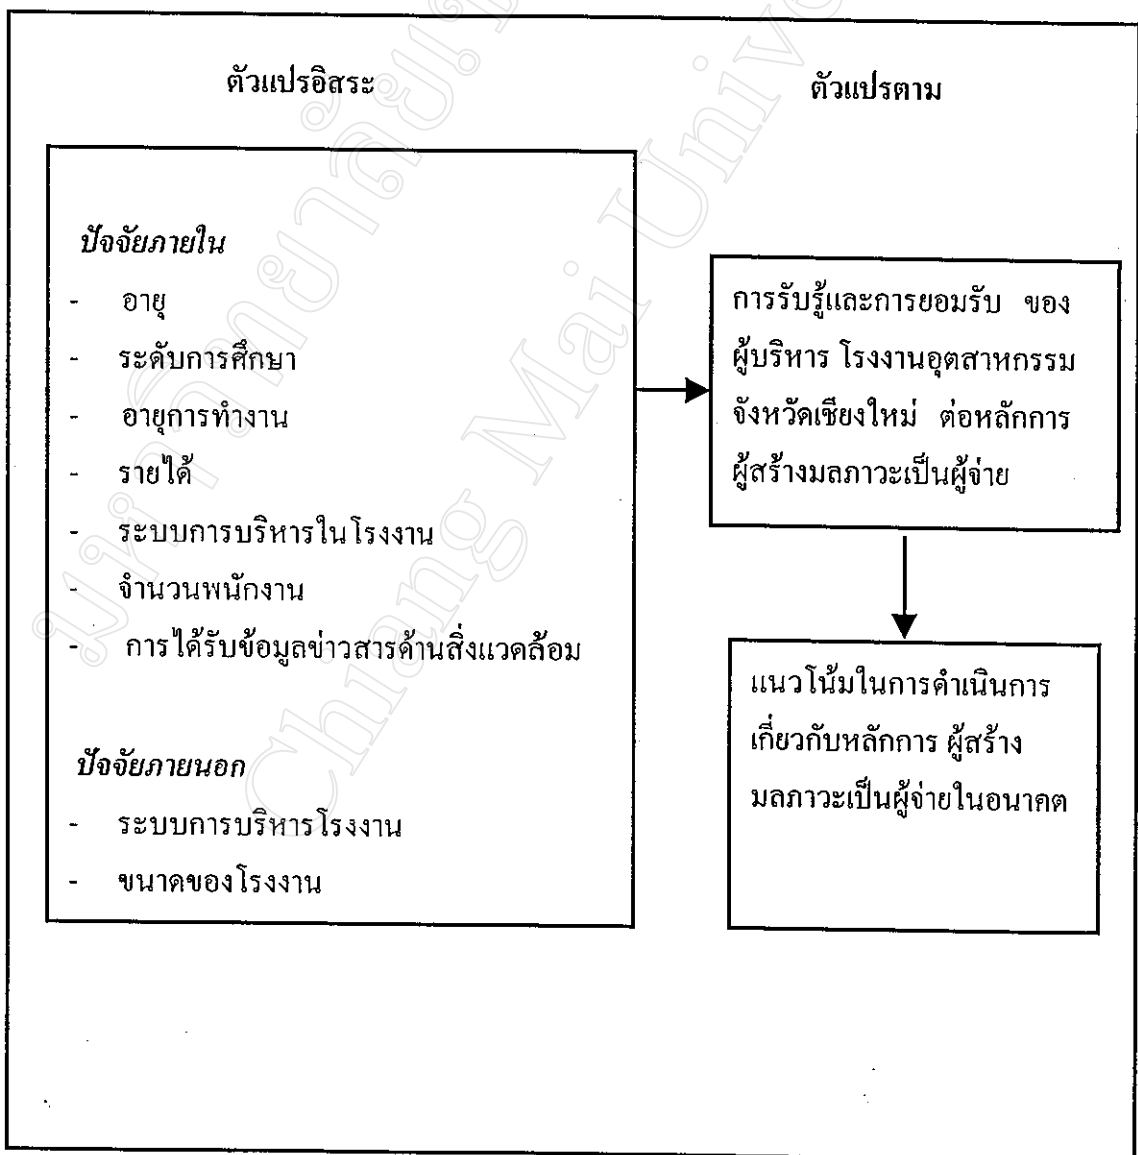 ตัวแปรอิสระ
ตัวแปรตาม
ปัจจัยภายใน
- อายุ
- ระดับการศึกษา
- อายุการทำงาน
- รายได้
- ระบบการบริหารในโรงงาน
- จำนวนพนักงาน
- การได้รับข้อมูลข่าวสารด้านสิ่งแวดล้อม
ปัจจัยภายนอก
- ระบบการบริหารโรงงาน
- ขนาดของโรงงาน
การรับรู้และการยอมรับ ของ
ผู้บริหาร โรงงานอุตสาหกรรม
จังหวัดเชียงใหม่ ต่อหลักการ
ผู้สร้างมลภาวะเป็นผู้จ่าย
แนวโน้มในการดำเนินการ
เกี่ยวกับหลักการ ผู้สร้าง
มลภาวะเป็นผู้จ่ายในอนาคต
Chiang Mai Univ